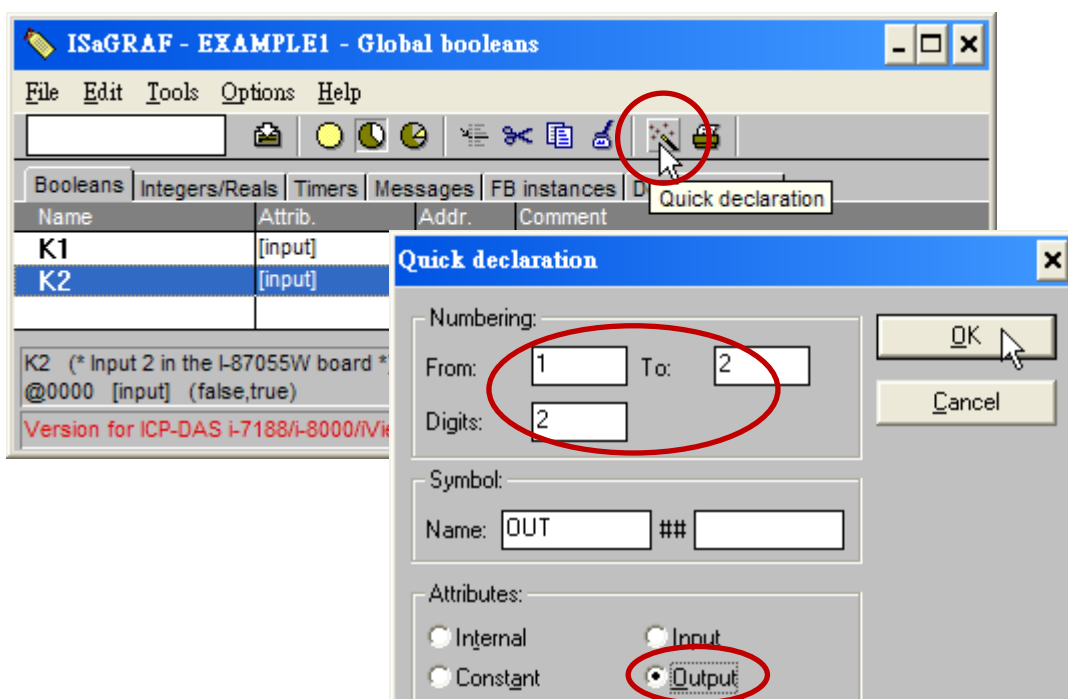 ISaGRAF - EXAMPLE1 - Global booleans
File Edit Tools Options Help
Booleans Integers/Reals Timers Messages FB instances D
Quick declaration
Name Attrib. Addr. Comment
K1 [input]
K2 [input]
K2 (* Input 2 in the I-87055W board *)
@0000 [input] (false,true)
Version for ICP-DAS i-7188/i-8000/iVie
Quick declaration
Numbering:
From: 1 To: 2
Digits: 2
OK
Cancel
Symbol:
Name: OUT ##
Attributes:
Internal Input
Constant Output